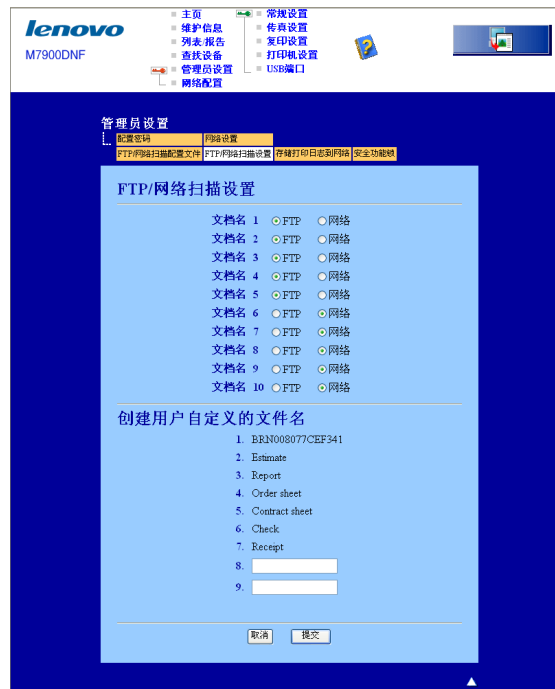 lenovo
M7900DNF
主页
维护信息
列表/报告
查找设备
管理员设置
网络配置
常规设置
传真设置
复印设置
打印机设置
USB端口
管理员设置
配置密码 网络设置
FTP/网络扫描配置文件 FTP/网络扫描设置 存储打印日志到网络 安全功能锁
FTP/网络扫描设置
文档名 1 FTP 网络
文档名 2 FTP 网络
文档名 3 FTP 网络
文档名 4 FTP 网络
文档名 5 FTP 网络
文档名 6 FTP 网络
文档名 7 FTP 网络
文档名 8 FTP 网络
文档名 9 FTP 网络
文档名 10 FTP 网络
创建用户自定义的文件名
1. BRN008077CEF341
2. Estimate
3. Report
4. Order sheet
5. Contract sheet
6. Check
7. Receipt
8.
9.
取消 提交